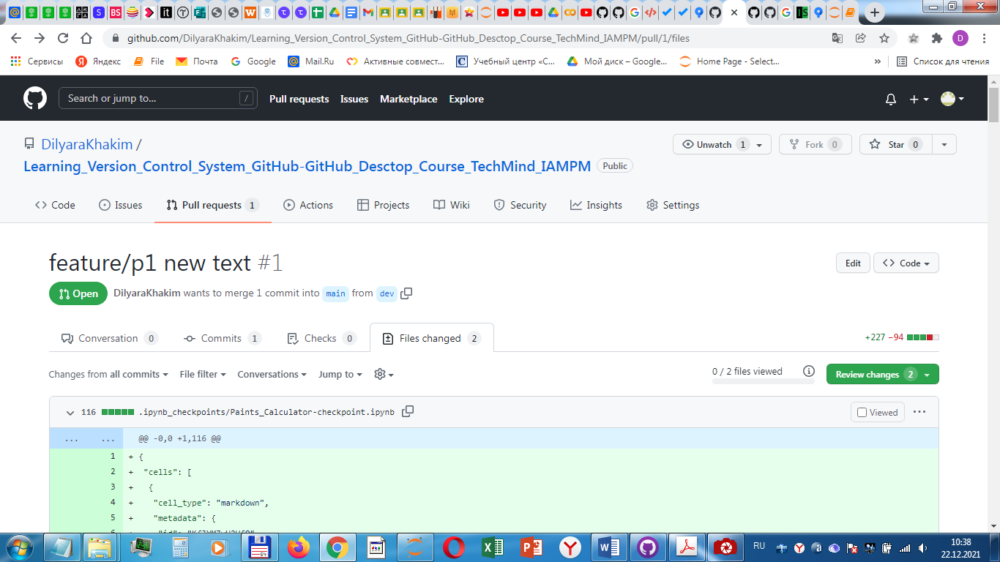 github.com/DilyaraKhakim/Learning_Version_Control_System_GitHub-GitHub_Desctop_Course_TechMind_IAMPM/pull/1/files
D
Сервисы Яндекс File Почта Google Mail.Ru Активные совмест... Учебный центр «С... Мой диск – Google... Home Page - Select... » Список для чтения
Search or jump to... / Pull requests Issues Marketplace Explore
DilyaraKhakim /
Unwatch 1 Fork 0 Star 0
Learning_Version_Control_System_GitHub-GitHub_Desctop_Course_TechMind_IAMPM Public
Code Issues Pull requests 1 Actions Projects Wiki Security Insights Settings
feature/p1 new text #1
Edit Code
Open DilyaraKhakim wants to merge 1 commit into main from dev
Conversation 0 Commits 1 Checks 0 Files changed 2
+227 −94
Changes from all commits File filter Conversations Jump to
0 / 2 files viewed Review changes 2
116 .ipynb_checkpoints/Paints_Calculator-checkpoint.ipynb Viewed ...
... ... @@ -0,0 +1,116 @@
1 + {
2 + "cells": [
3 + {
4 + "cell_type": "markdown",
5 + "metadata": {
RU
10:38
22.12.2021